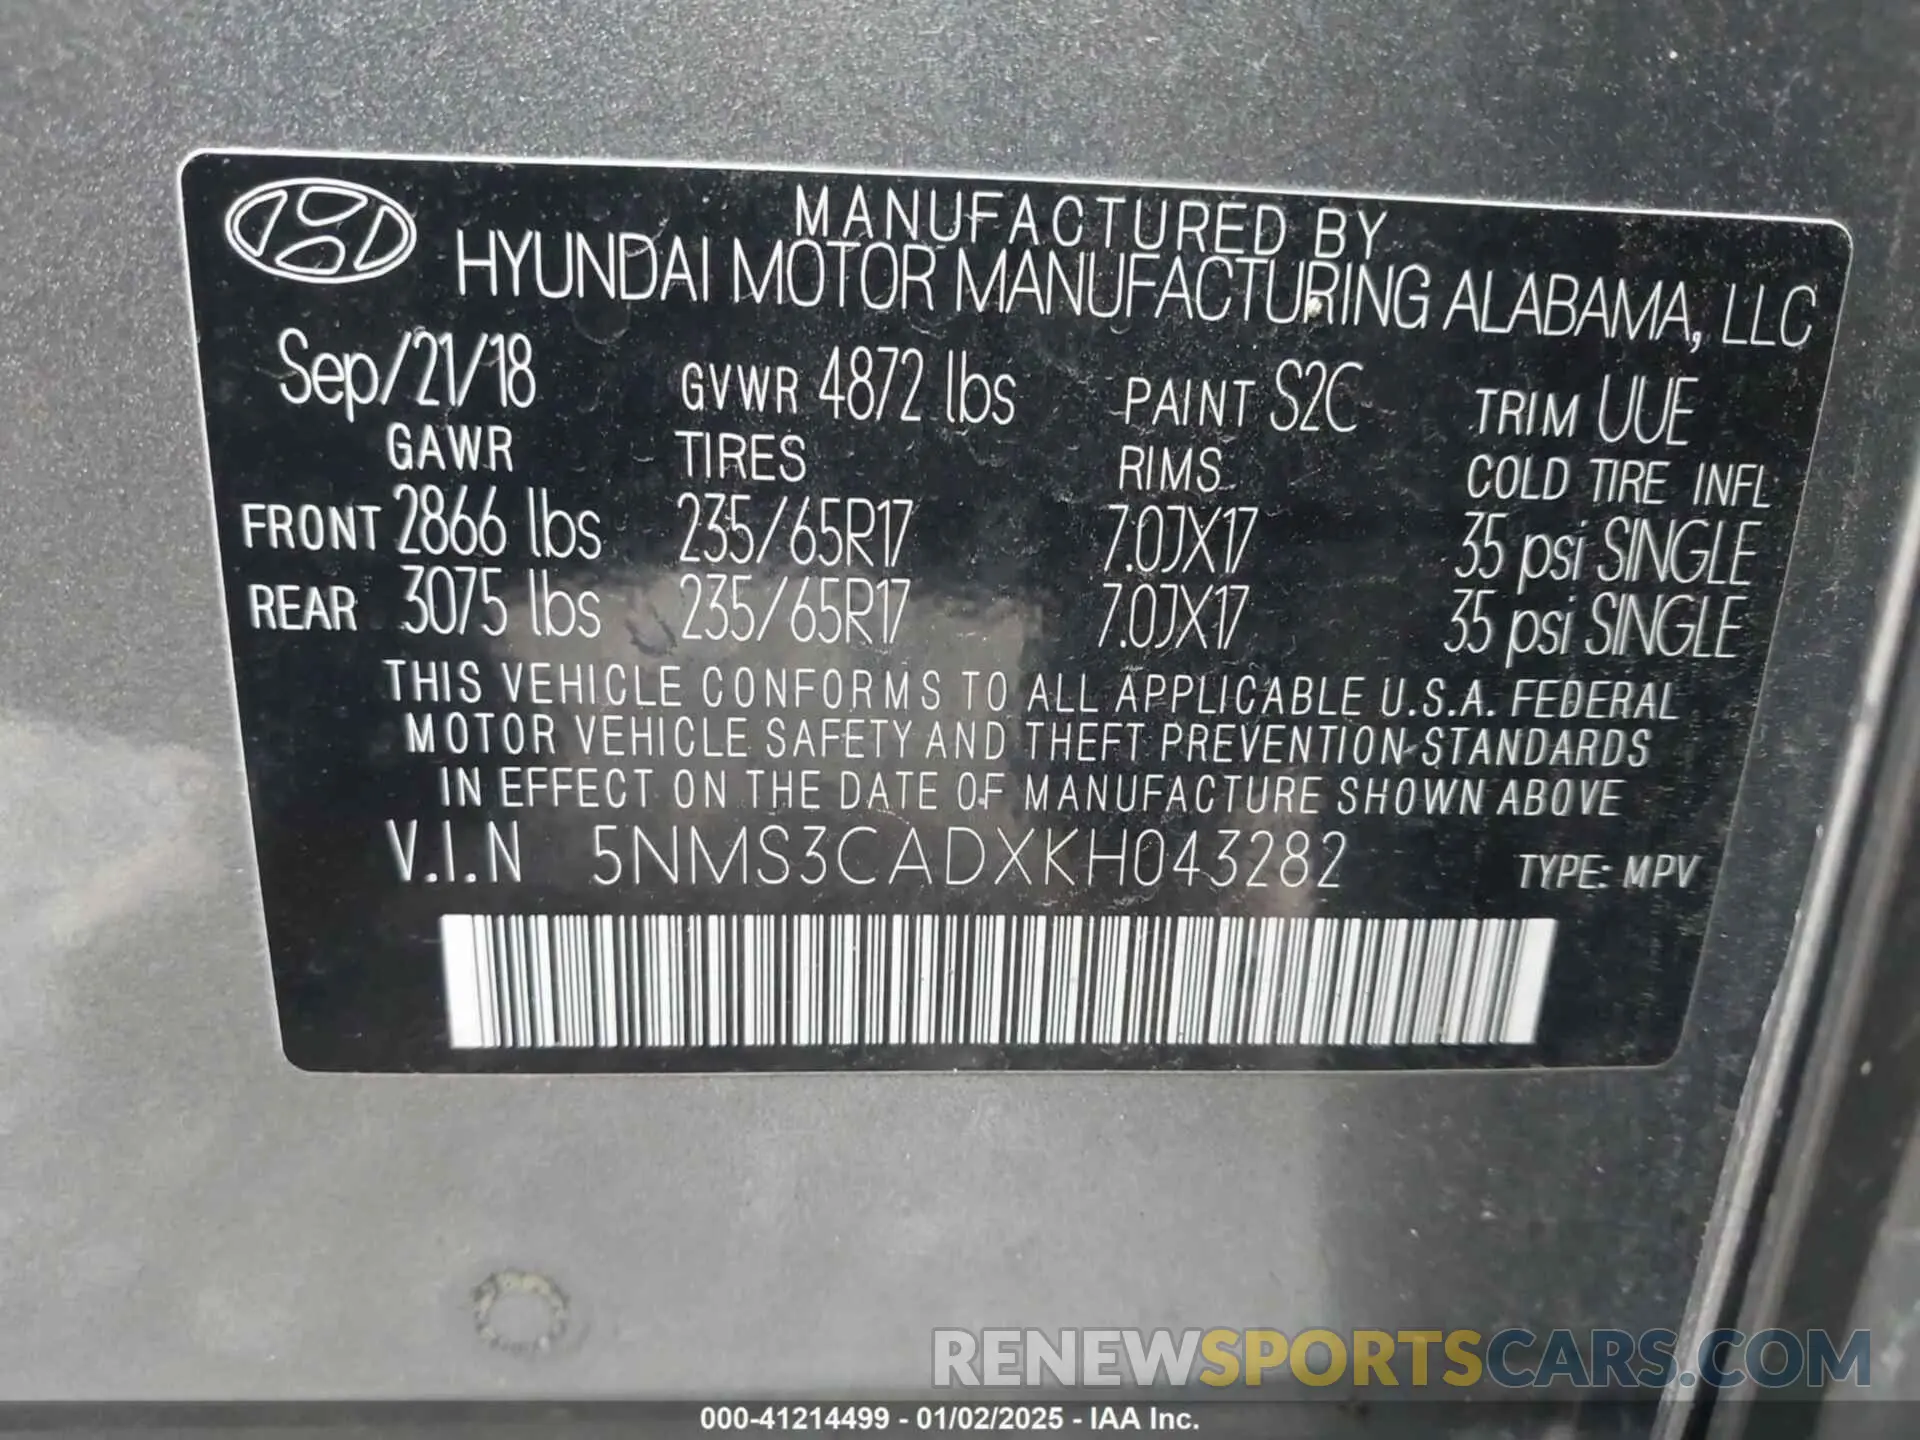 MANUFACTURED BY
HYUNDAI MOTOR MANUFACTURING ALABAMA, LLC
Sep/21/18 GVWR 4872 lbs PAINT S2C TRIM UUE
GAWR TIRES RIMS COLD TIRE INFL
FRONT 2866 lbs 235/65R17 7.0JX17 35 psi SINGLE
REAR 3075 lbs 235/65R17 7.0JX17 35 psi SINGLE
THIS VEHICLE CONFORMS TO ALL APPLICABLE U.S.A. FEDERAL
MOTOR VEHICLE SAFETY AND THEFT PREVENTION STANDARDS
IN EFFECT ON THE DATE OF MANUFACTURE SHOWN ABOVE
V.I.N 5NMS3CADXKH043282 TYPE: MPV
RENEWSPORTSCARS.COM
000-41214499 - 01/02/2025 - IAA Inc.